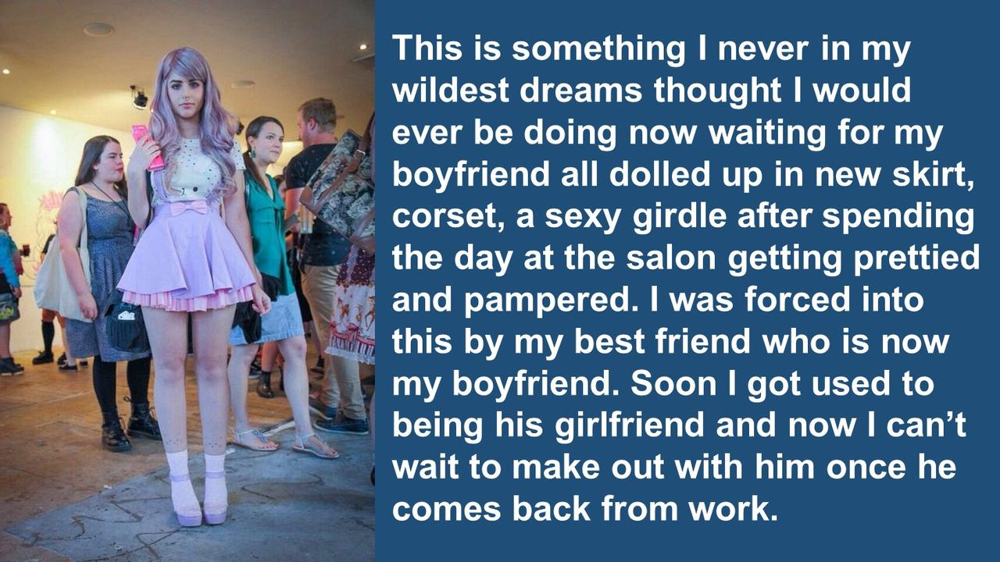 This is something I never in my
wildest dreams thought I would
ever be doing now waiting for my
boyfriend all dolled up in new skirt,
corset, a sexy girdle after spending
the day at the salon getting prettied
and pampered. I was forced into
this by my best friend who is now
my boyfriend. Soon I got used to
being his girlfriend and now I can’t
wait to make out with him once he
comes back from work.